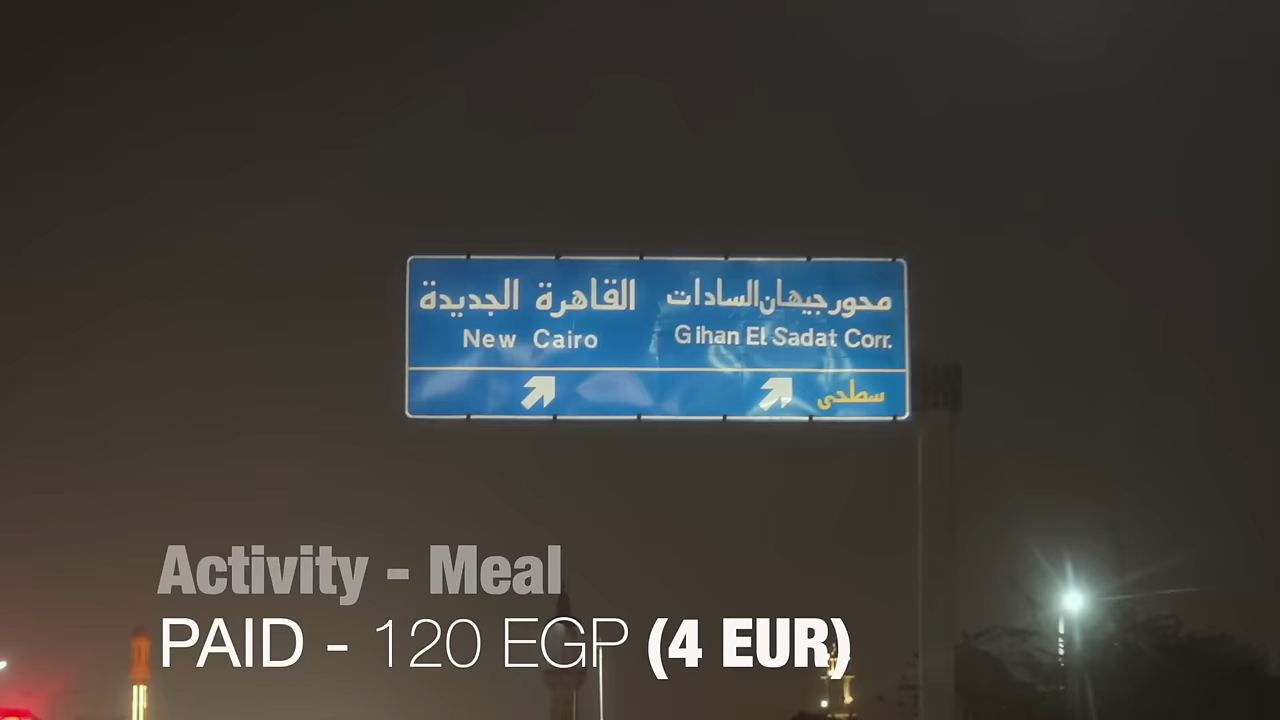 القاهرة الجديدة
محور جيهان السادات
New Cairo
Gihan El Sadat Corr.
سطحى
Activity - Meal
PAID - 120 EGP (4 EUR)